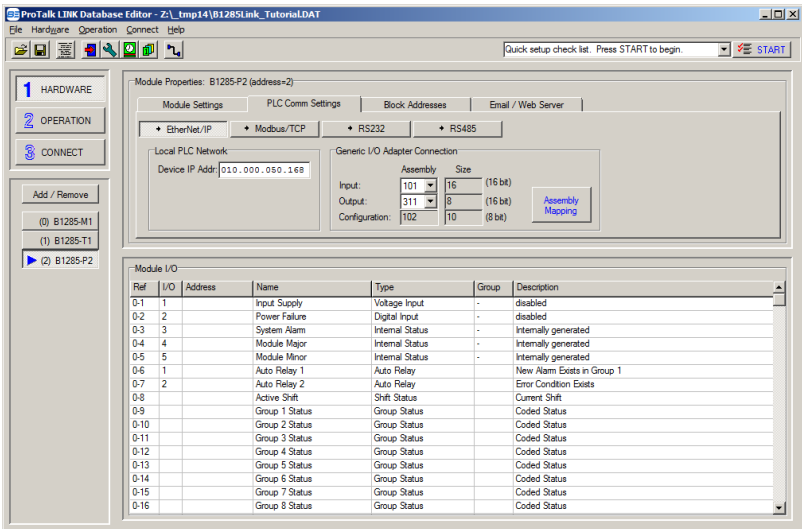 ProTalk LINK Database Editor - Z:\_tmp14\B1285Link_Tutorial.DAT
File Hardware Operation Connect Help
Quick setup check list. Press START to begin. START
1 HARDWARE
2 OPERATION
3 CONNECT
Add / Remove
(0) B1285-M1
(1) B1285-T1
(2) B1285-P2
Module Properties: B1285-P2 (address=2)
Module Settings PLC Comm Settings Block Addresses Email / Web Server
EtherNet/IP Modbus/TCP RS232 RS485
Local PLC Network
Device IP Addr: 010.000.050.168
Generic I/O Adapter Connection
Assembly Size
Input: 101 16 (16 bit)
Output: 311 8 (16 bit)
Configuration: 102 10 (8 bit)
Assembly
Mapping
Module I/O
Ref I/O Address Name Type Group Description
0-1 1 Input Supply Voltage Input - disabled
0-2 2 Power Failure Digital Input - disabled
0-3 3 System Alarm Internal Status - Internally generated
0-4 4 Module Major Internal Status - Internally generated
0-5 5 Module Minor Internal Status - Internally generated
0-6 1 Auto Relay 1 Auto Relay New Alarm Exists in Group 1
0-7 2 Auto Relay 2 Auto Relay Error Condition Exists
0-8 Active Shift Shift Status Current Shift
0-9 Group 1 Status Group Status Coded Status
0-10 Group 2 Status Group Status Coded Status
0-11 Group 3 Status Group Status Coded Status
0-12 Group 4 Status Group Status Coded Status
0-13 Group 5 Status Group Status Coded Status
0-14 Group 6 Status Group Status Coded Status
0-15 Group 7 Status Group Status Coded Status
0-16 Group 8 Status Group Status Coded Status